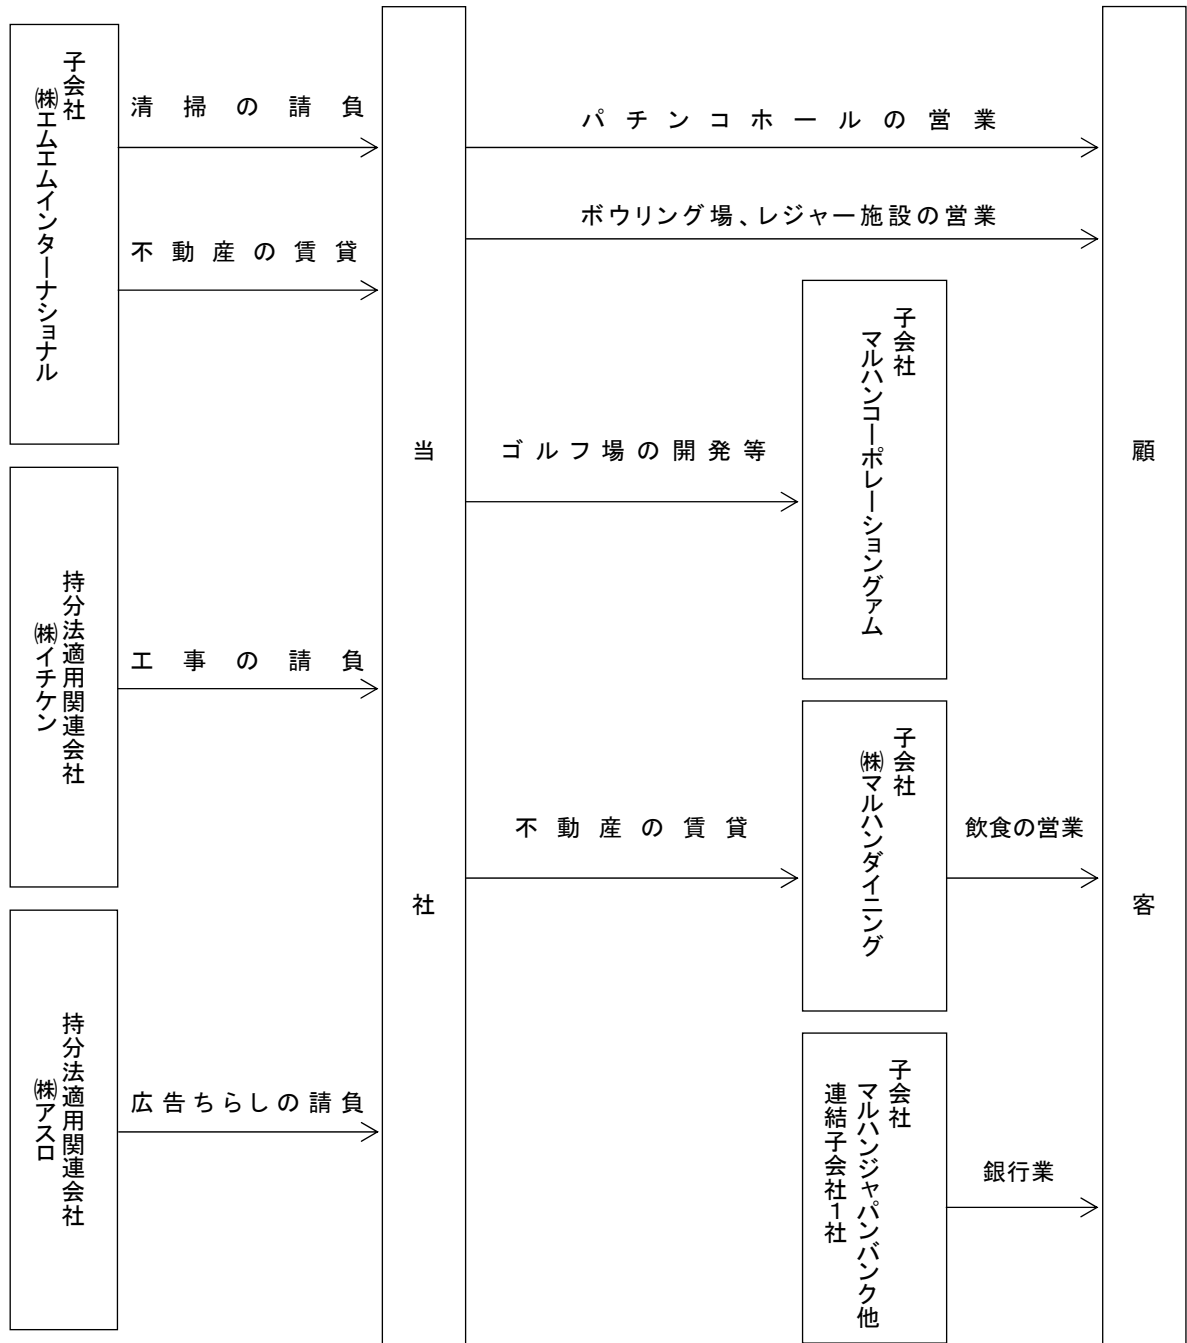 子会社
㈱エムエムインターナショナル
清掃の請負
不動産の賃貸
持分法適用関連会社
㈱イチケン
工事の請負
持分法適用関連会社
㈱アスロ
広告ちらしの請負
当社
パチンコホールの営業
ボウリング場、レジャー施設の営業
ゴルフ場の開発等
子会社
マルハンコーポレーショングァム
不動産の賃貸
子会社
㈱マルハンダイニング
飲食の営業
子会社
マルハンジャパンバンク他
連結子会社1社
銀行業
顧客